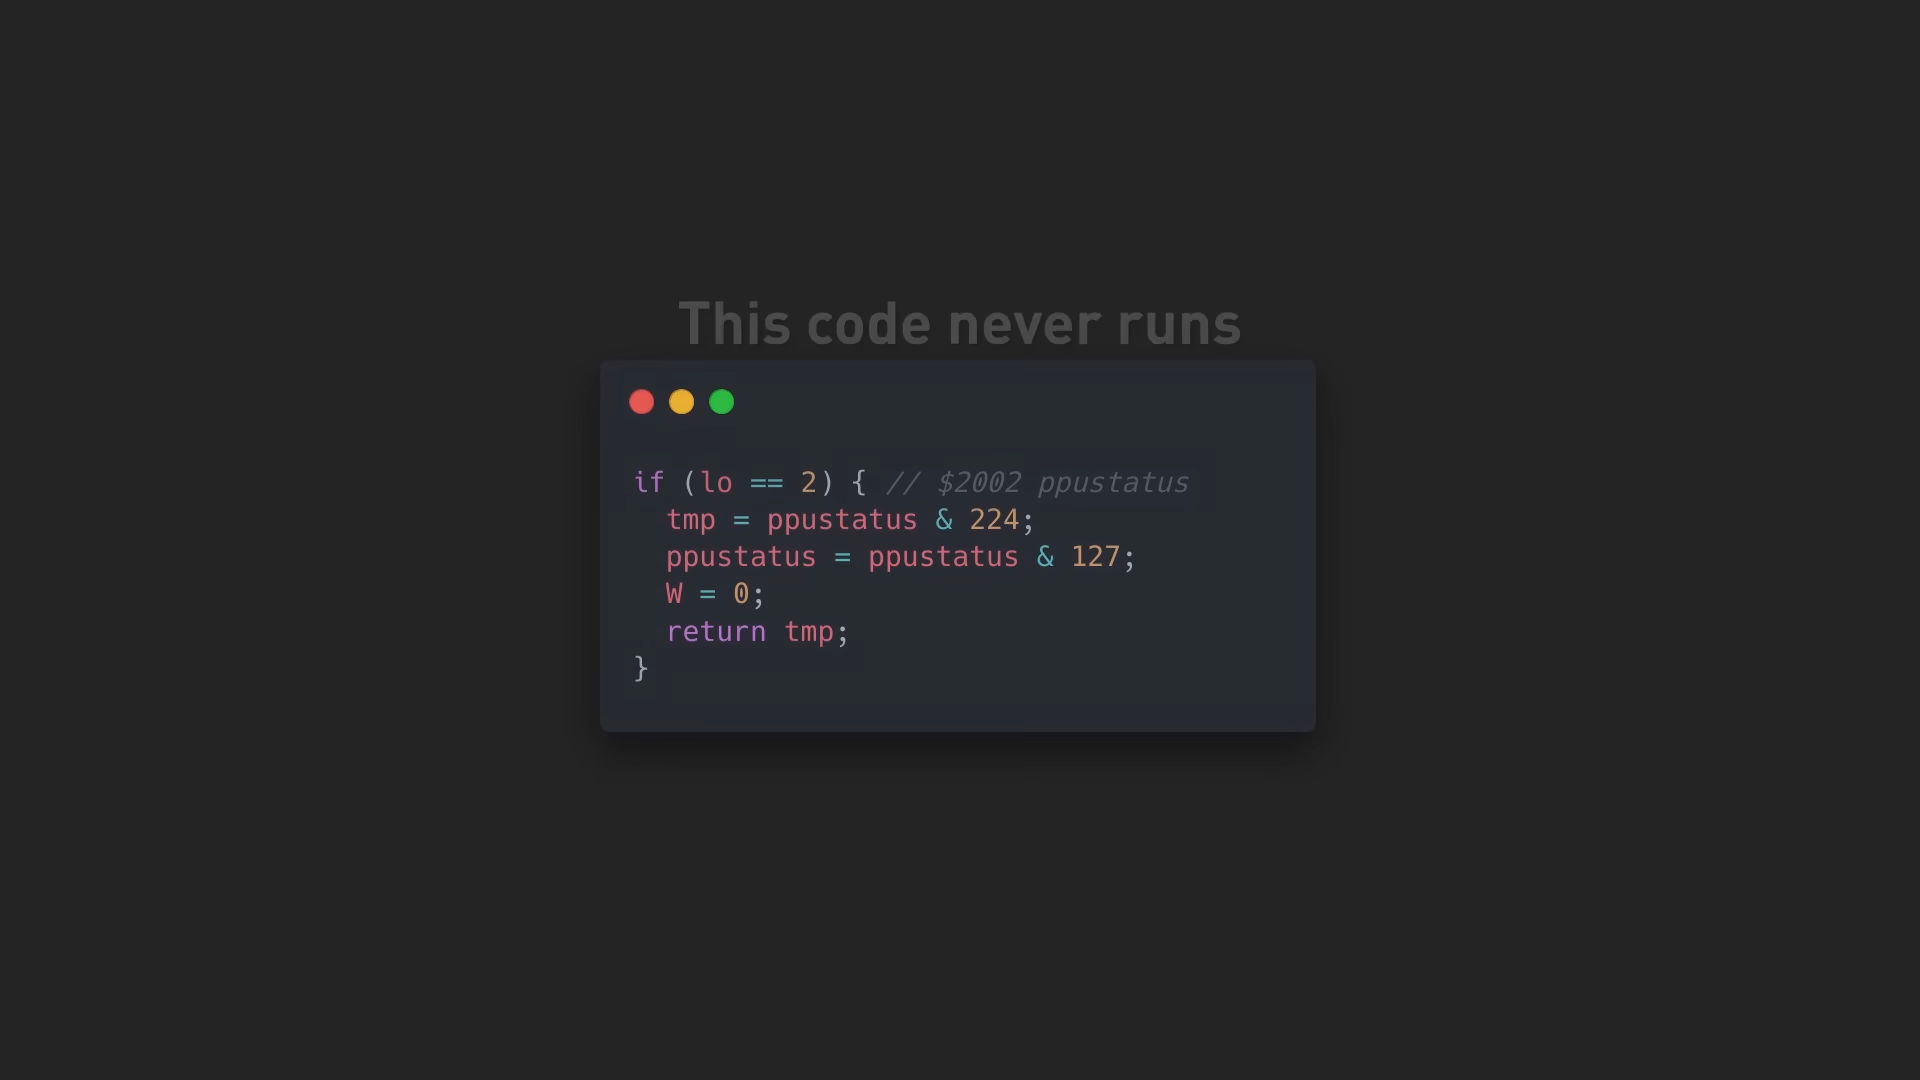 This code never runs
if (lo == 2) { // $2002 ppustatus
  tmp = ppustatus & 224;
  ppustatus = ppustatus & 127;
  W = 0;
  return tmp;
}